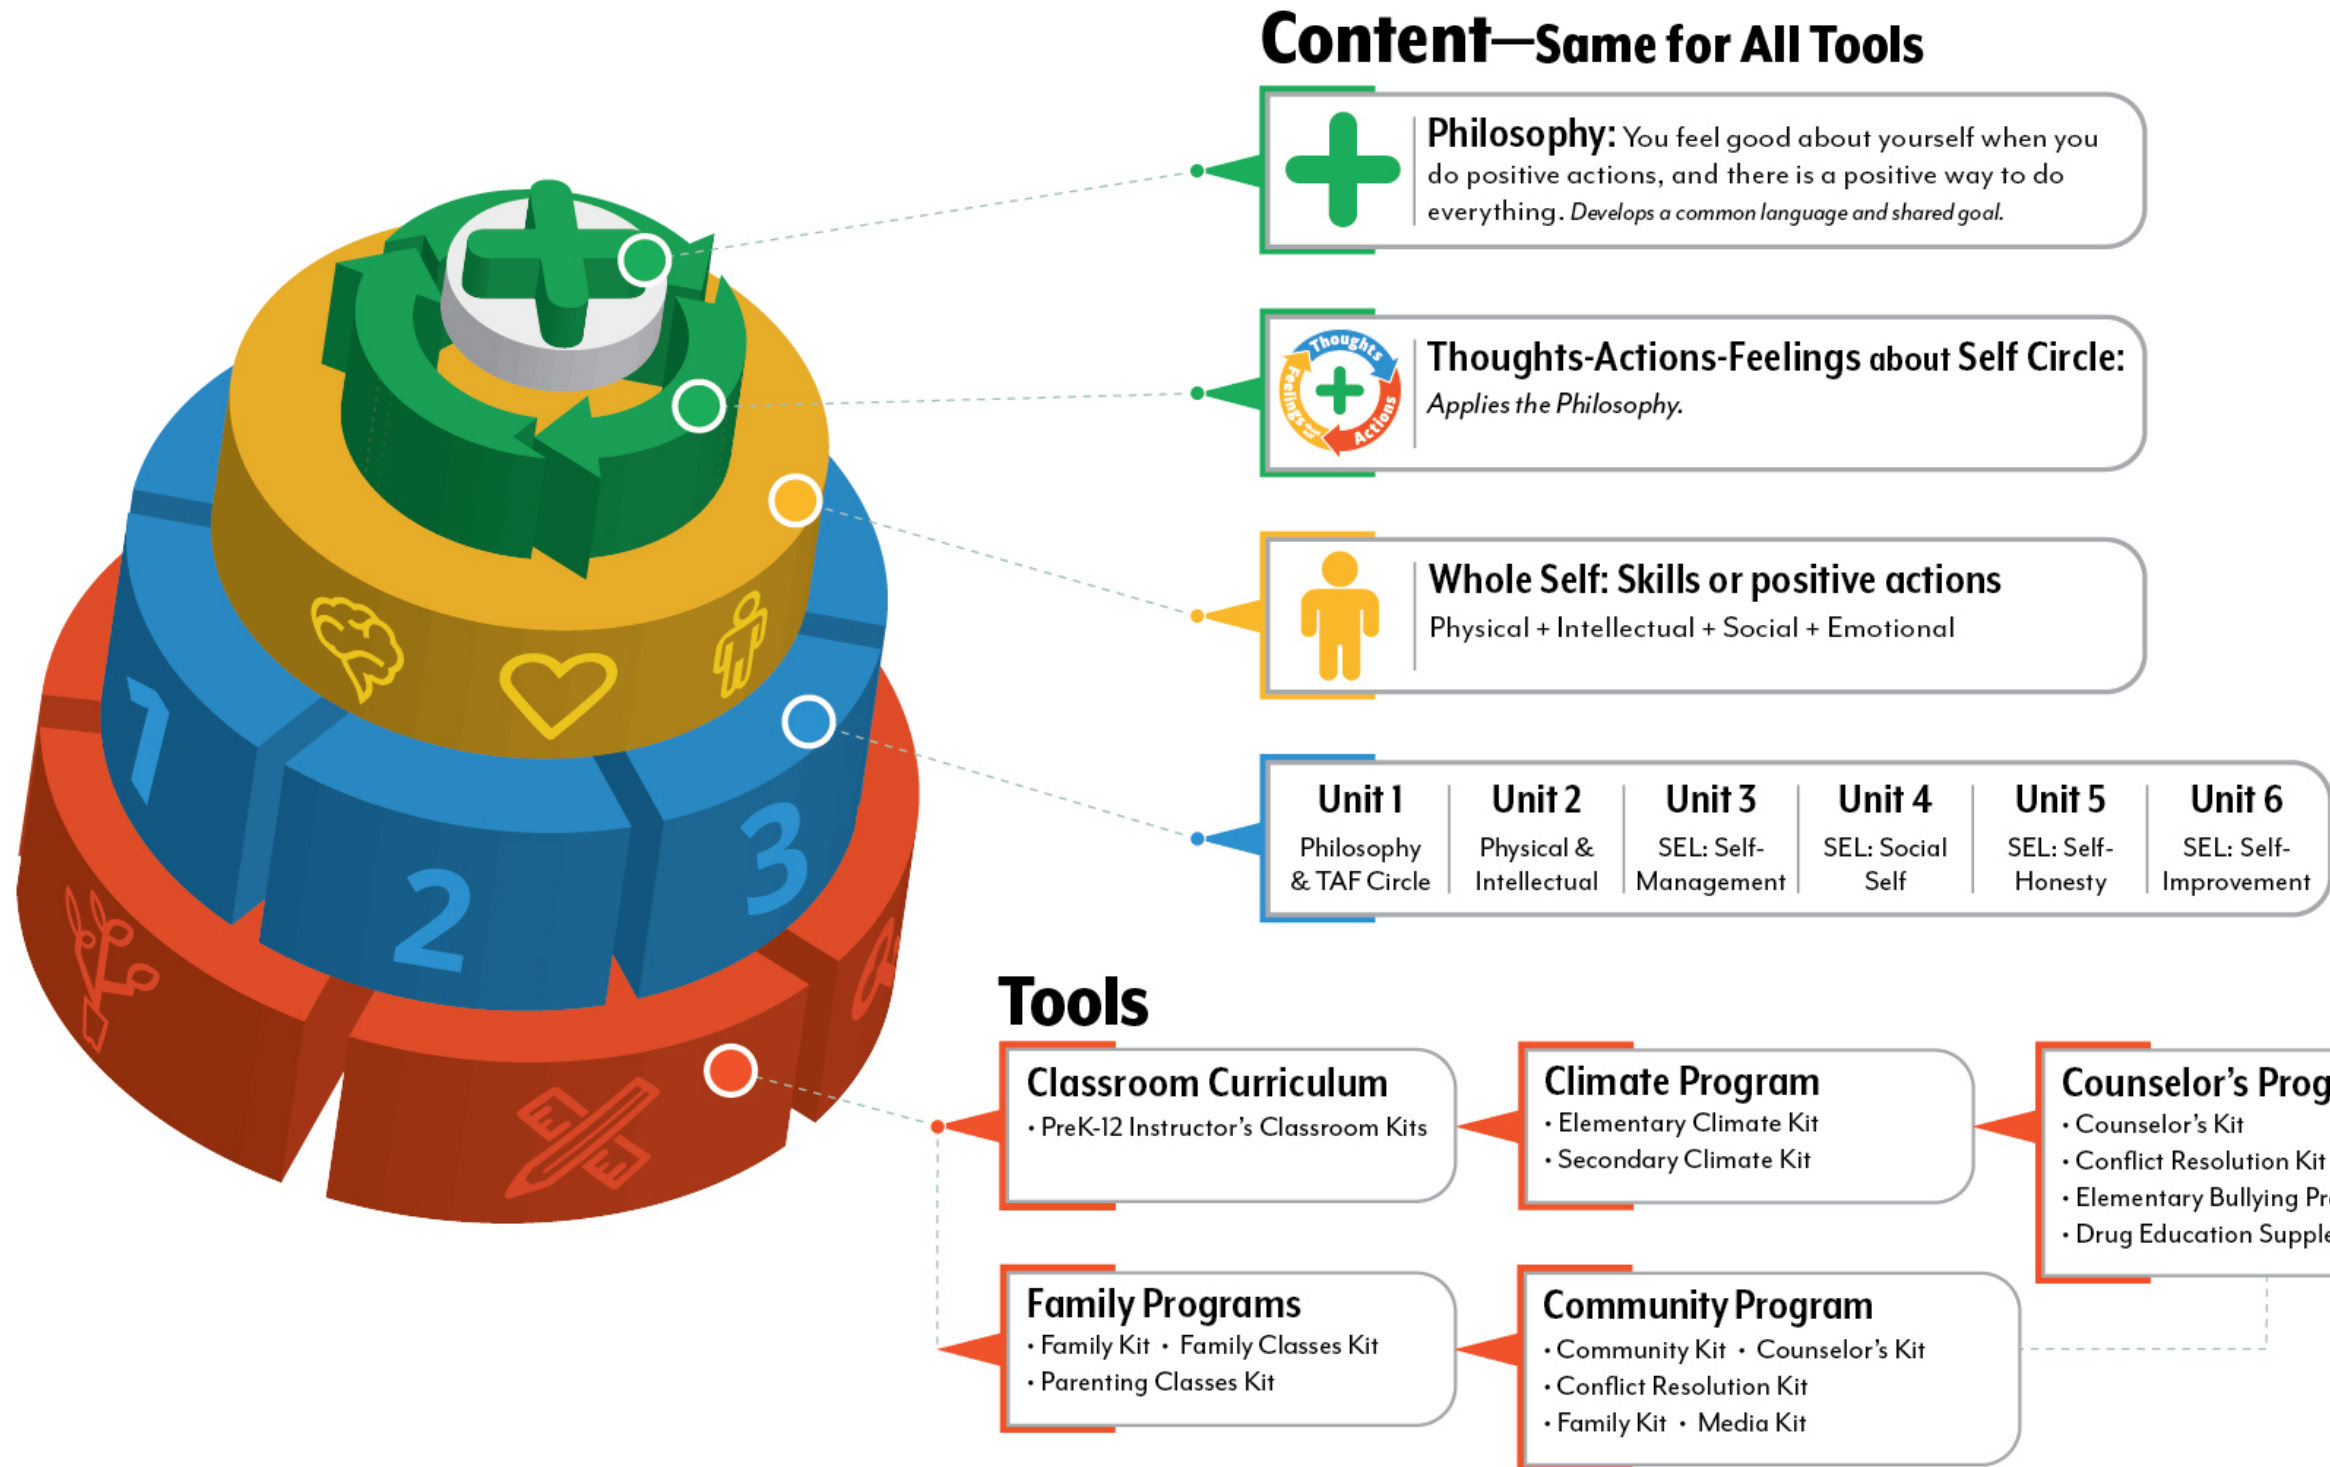 Content—Same for All Tools
Philosophy: You feel good about yourself when you
do positive actions, and there is a positive way to do
everything. Develops a common language and shared goal.
Thoughts
Actions
Feelings
Thoughts-Actions-Feelings about Self Circle:
Applies the Philosophy.
Whole Self: Skills or positive actions
Physical + Intellectual + Social + Emotional
1
2
3
Unit 1
Philosophy
& TAF Circle
Unit 2
Physical &
Intellectual
Unit 3
SEL: Self-
Management
Unit 4
SEL: Social
Self
Unit 5
SEL: Self-
Honesty
Unit 6
SEL: Self-
Improvement
Tools
Classroom Curriculum
• PreK-12 Instructor’s Classroom Kits
Climate Program
• Elementary Climate Kit
• Secondary Climate Kit
Counselor’s
• Counselor’s Kit
• Conflict Resolution Kit
• Elementary Bullying
• Drug Education
Family Programs
• Family Kit • Family Classes Kit
• Parenting Classes Kit
Community Program
• Community Kit • Counselor’s Kit
• Conflict Resolution Kit
• Family Kit • Media Kit